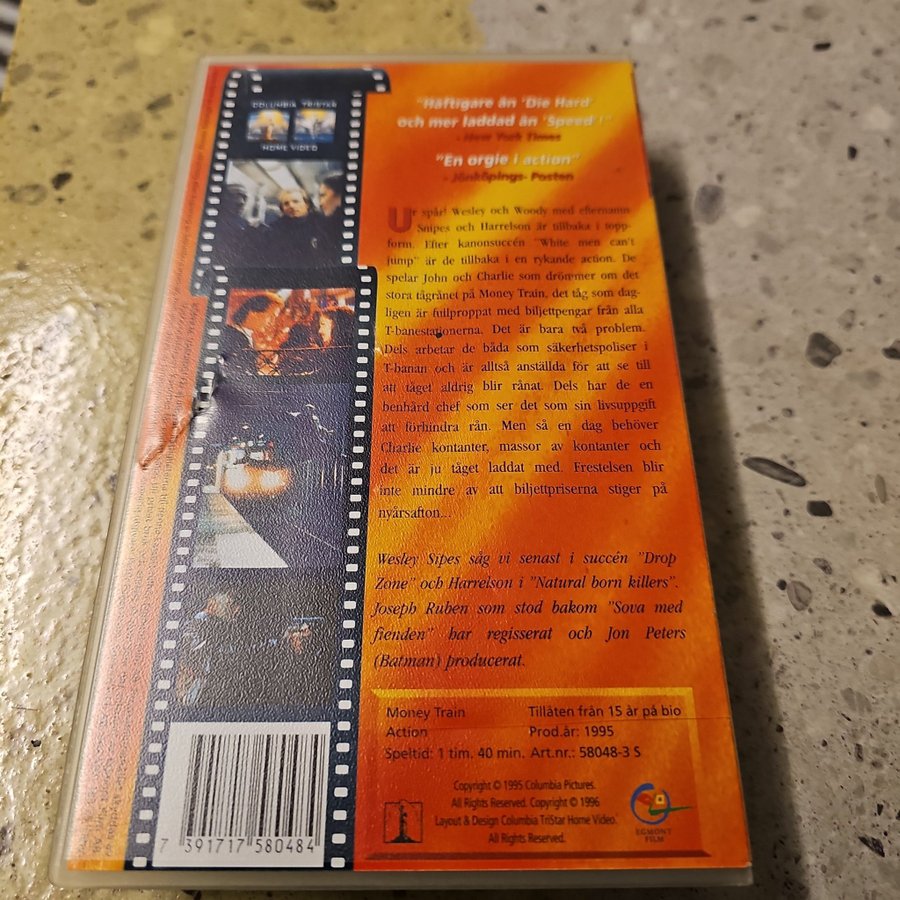 COLUMBIA TRISTAR
HOME VIDEO
"Häftigare än 'Die Hard'
och mer laddad än 'Speed'!"
- New York Times
"En orgie i action"
- Jönköpings-Posten
Ur spår! Wesley och Woody med efternamn
Snipes och Harrelson är tillbaka i topp-
form. Efter kanonsuccén "White men can't
jump" är de tillbaka i en rykande action. De
spelar John och Charlie som drömmer om det
stora tågrånet på Money Train, det tåg som dag-
ligen är fullproppat med biljettpengar från alla
T-banestationerna. Det är bara två problem.
Dels arbetar de båda som säkerhetspoliser i
T-banan och är alltså anställda för att se till
att tåget aldrig blir rånat. Dels har de en
benhård chef som ser det som sin livsuppgift
att förhindra rån. Men så en dag behöver
Charlie kontanter, massor av kontanter och
det är ju tåget laddat med. Frestelsen blir
inte mindre av att biljettpriserna stiger på
nyårsafton...
Wesley Sipes såg vi senast i succén "Drop
Zone" och Harrelson i "Natural born killers".
Joseph Ruben som stod bakom "Sova med
fienden" har regisserat och Jon Peters
(Batman) producerat.
Money Train Tillåten från 15 år på bio
Action Prod.år: 1995
Speltid: 1 tim. 40 min. Art.nr.: 58048-3 S
Copyright © 1995 Columbia Pictures.
All Rights Reserved. Copyright © 1996
Layout & Design Columbia TriStar Home Video.
All Rights Reserved.
EGMONT
FILM
7 391717 580484